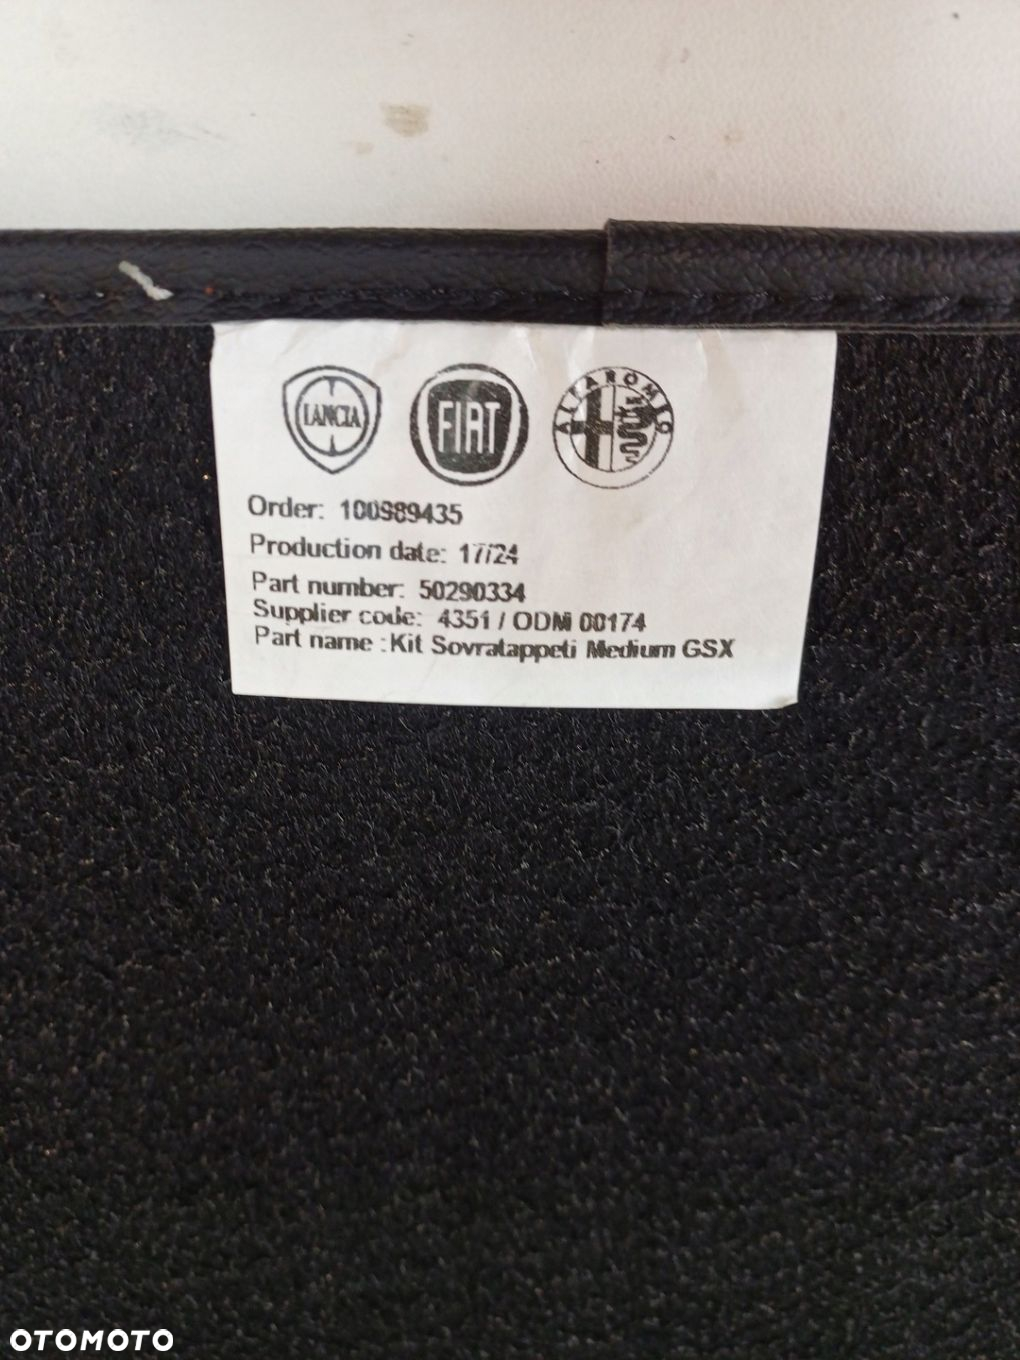 LANCIA FIAT ALFA ROMEO
Order: 100989435
Production date: 17/24
Part number: 50290334
Supplier code: 4351 / ODM 00174
Part name :Kit Sovratappeti Medium GSX
OTOMOTO